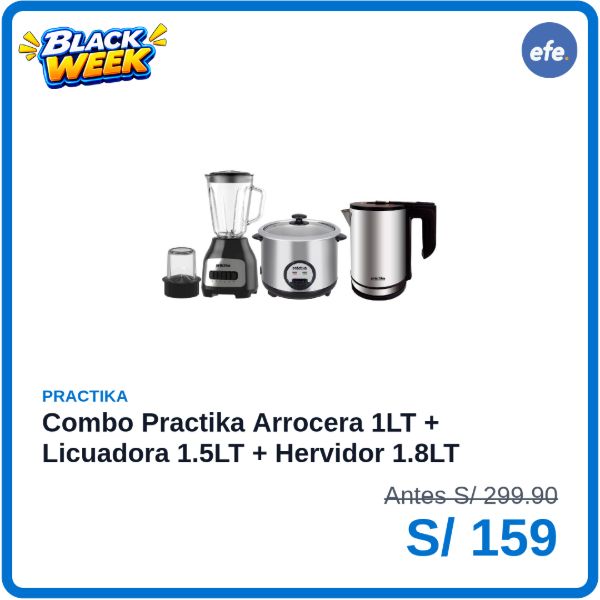 BLACK
WEEK
efe.
PRACTIKA
Combo Practika Arrocera 1LT +
Licuadora 1.5LT + Hervidor 1.8LT
Antes S/ 299.90
S/ 159